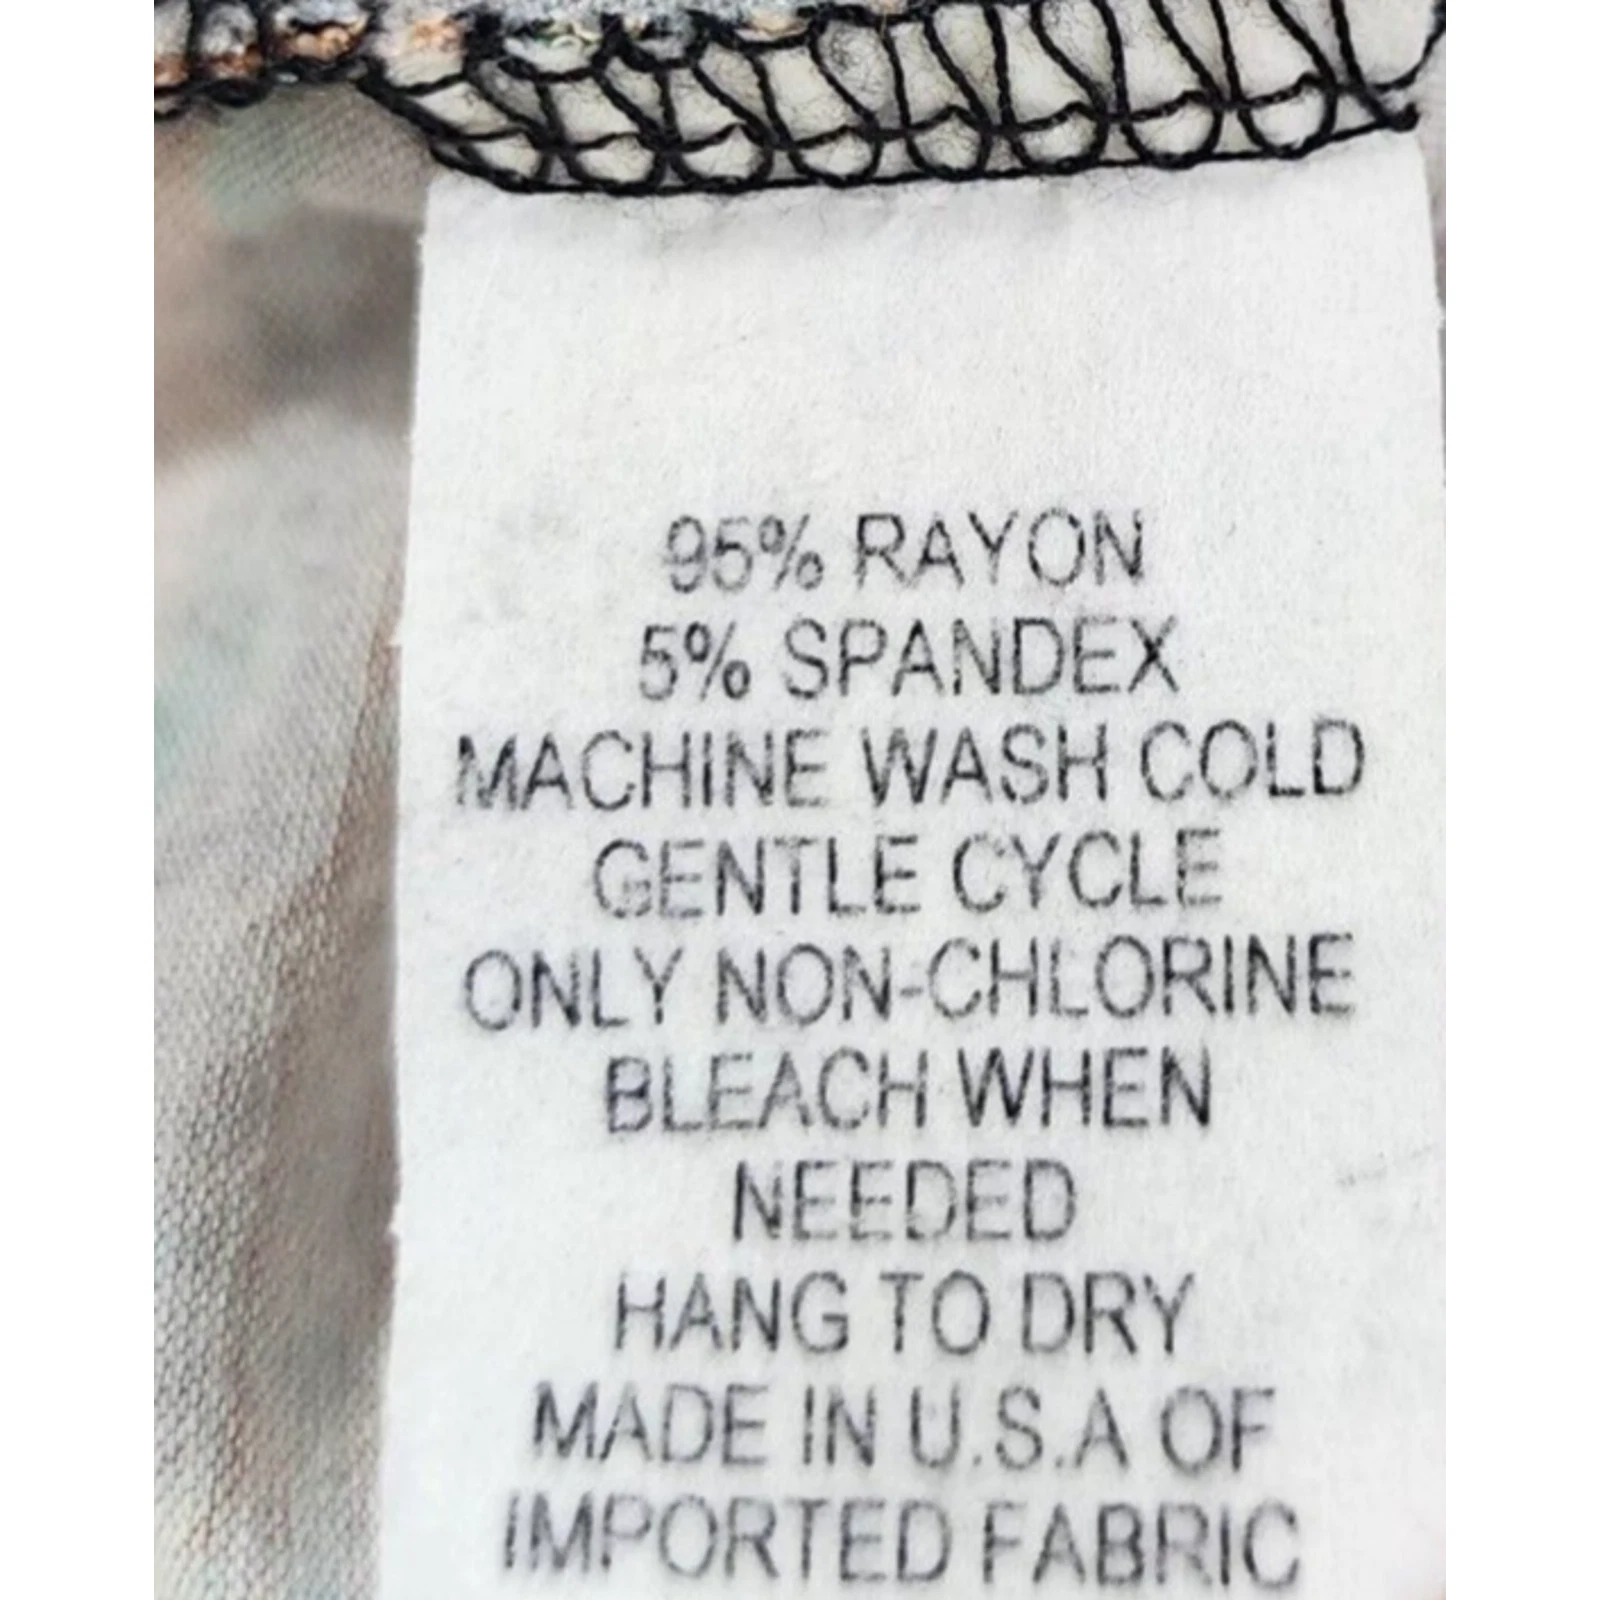 95% RAYON
5% SPANDEX
MACHINE WASH COLD
GENTLE CYCLE
ONLY NON-CHLORINE
BLEACH WHEN
NEEDED
HANG TO DRY
MADE IN U.S.A OF
IMPORTED FABRIC